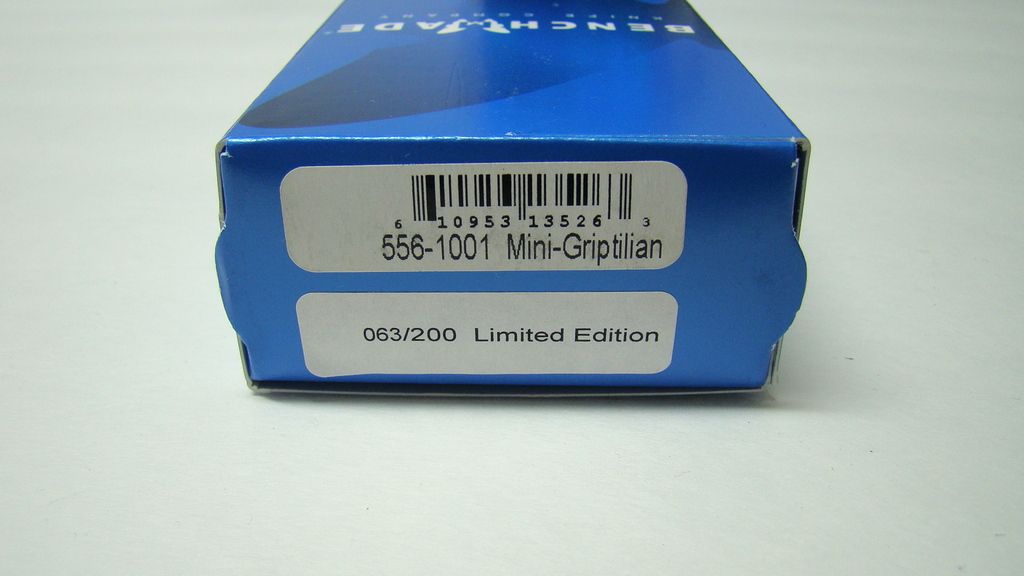 BENCHMADE
KNIFE COMPANY
6 10953 13526 3
556-1001 Mini-Griptilian
063/200 Limited Edition